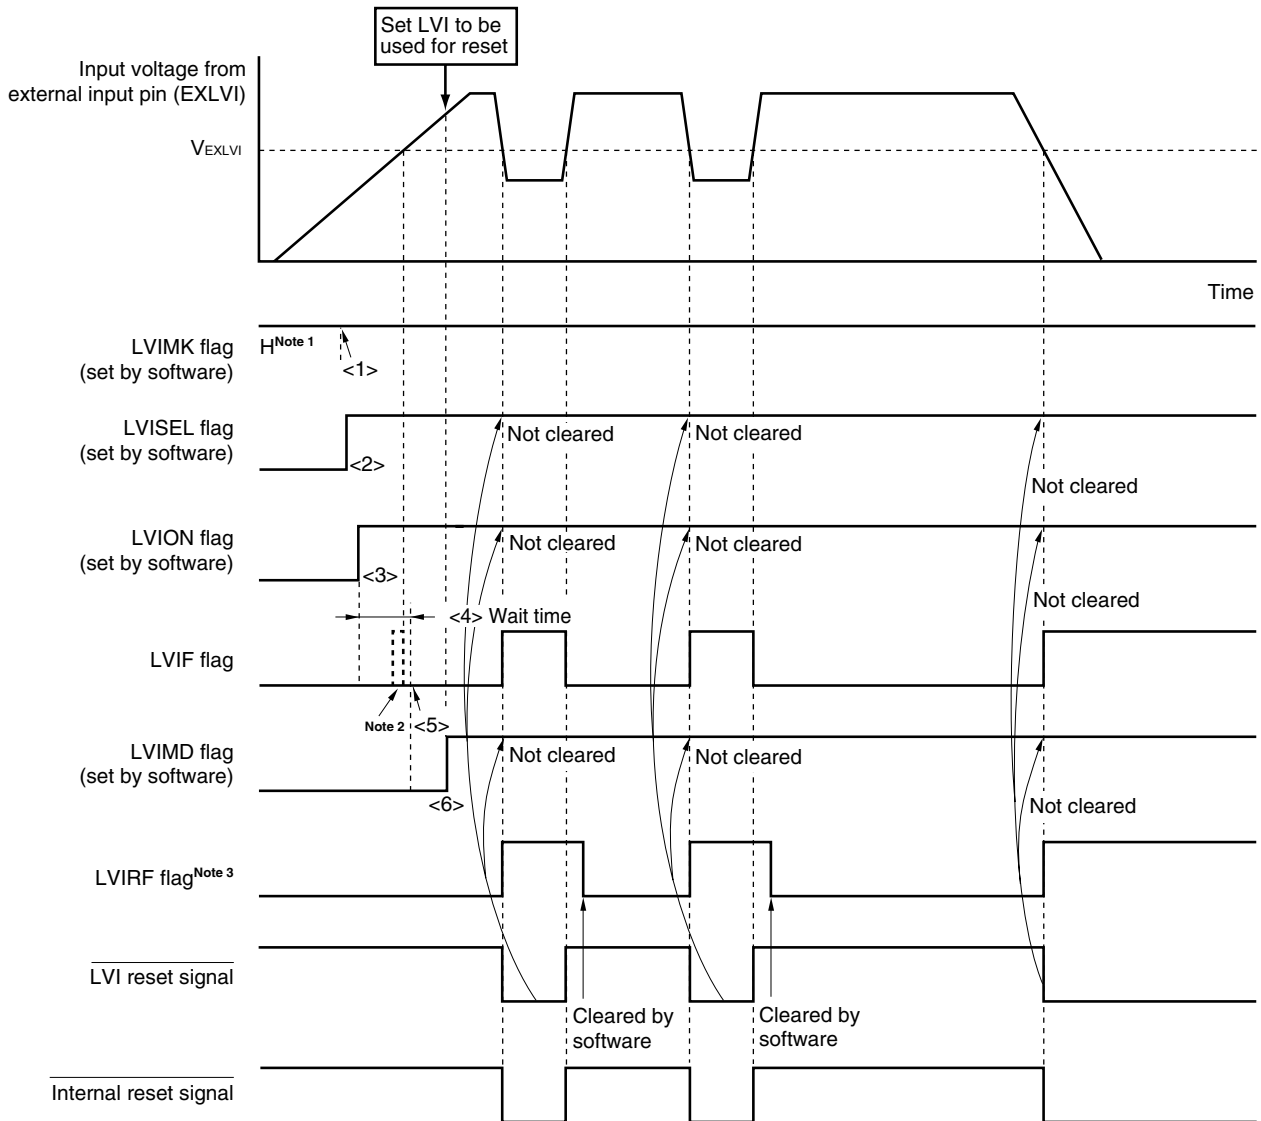 Set LVI to be
used for reset
Input voltage from
external input pin (EXLVI)
VEXLVI
Time
LVIMK flag
(set by software)
HNote 1
<1>
LVISEL flag
(set by software)
<2>
Not cleared
Not cleared
Not cleared
LVION flag
(set by software)
<3>
Not cleared
Not cleared
Not cleared
<4> Wait time
LVIF flag
Note 2
<5>
LVIMD flag
(set by software)
<6>
Not cleared
Not cleared
Not cleared
LVIRF flagNote 3
LVI reset signal
Cleared by
software
Cleared by
software
Internal reset signal